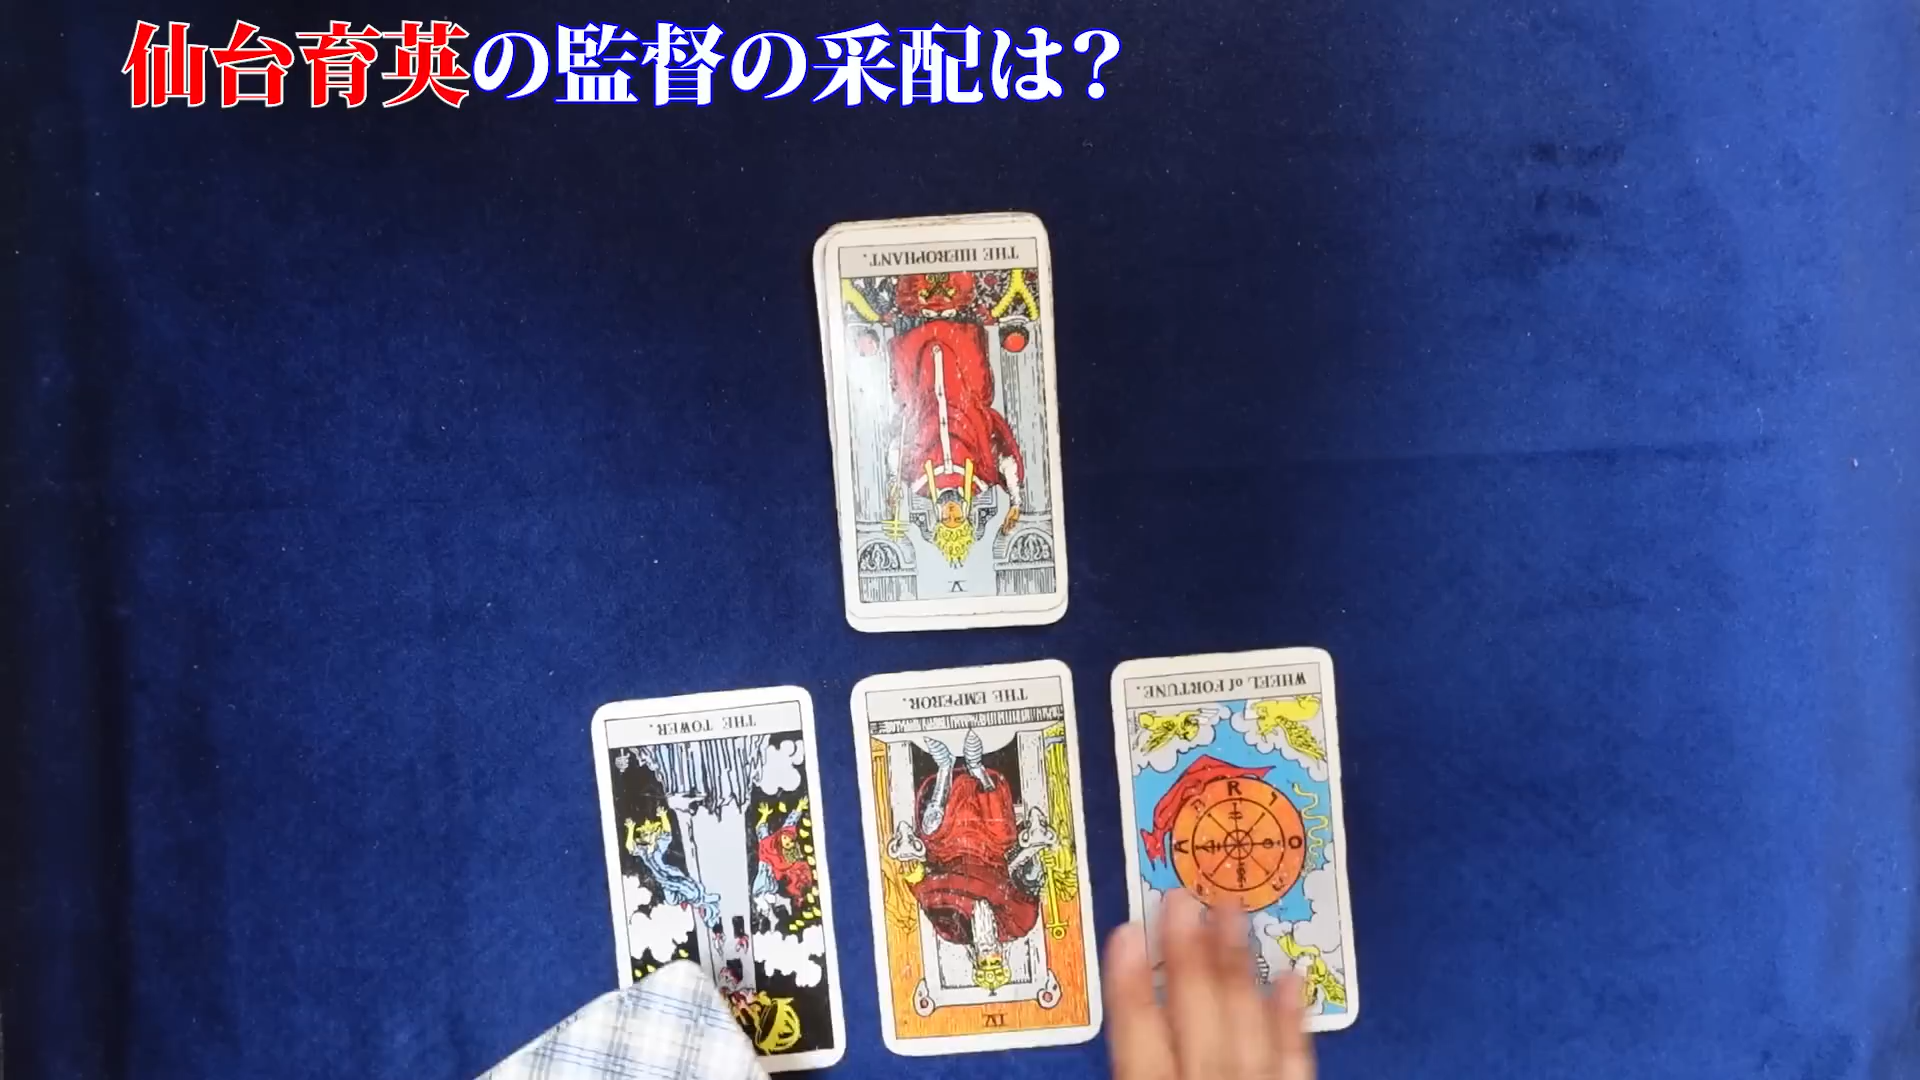 仙台育英の監督の采配は?
THE HIEROPHANT.
V
THE TOWER.
THE EMPEROR.
IV
WHEEL of FORTUNE.